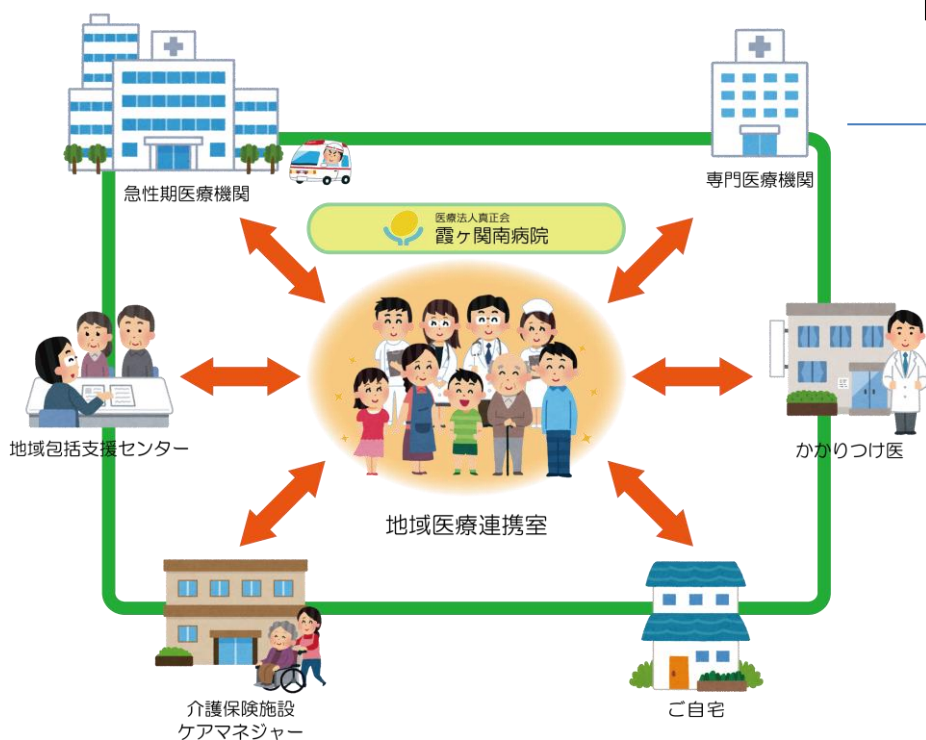 急性期医療機関
専門医療機関
医療法人真正会
霞ヶ関南病院
地域包括支援センター
かかりつけ医
地域医療連携室
介護保険施設
ケアマネジャー
ご自宅